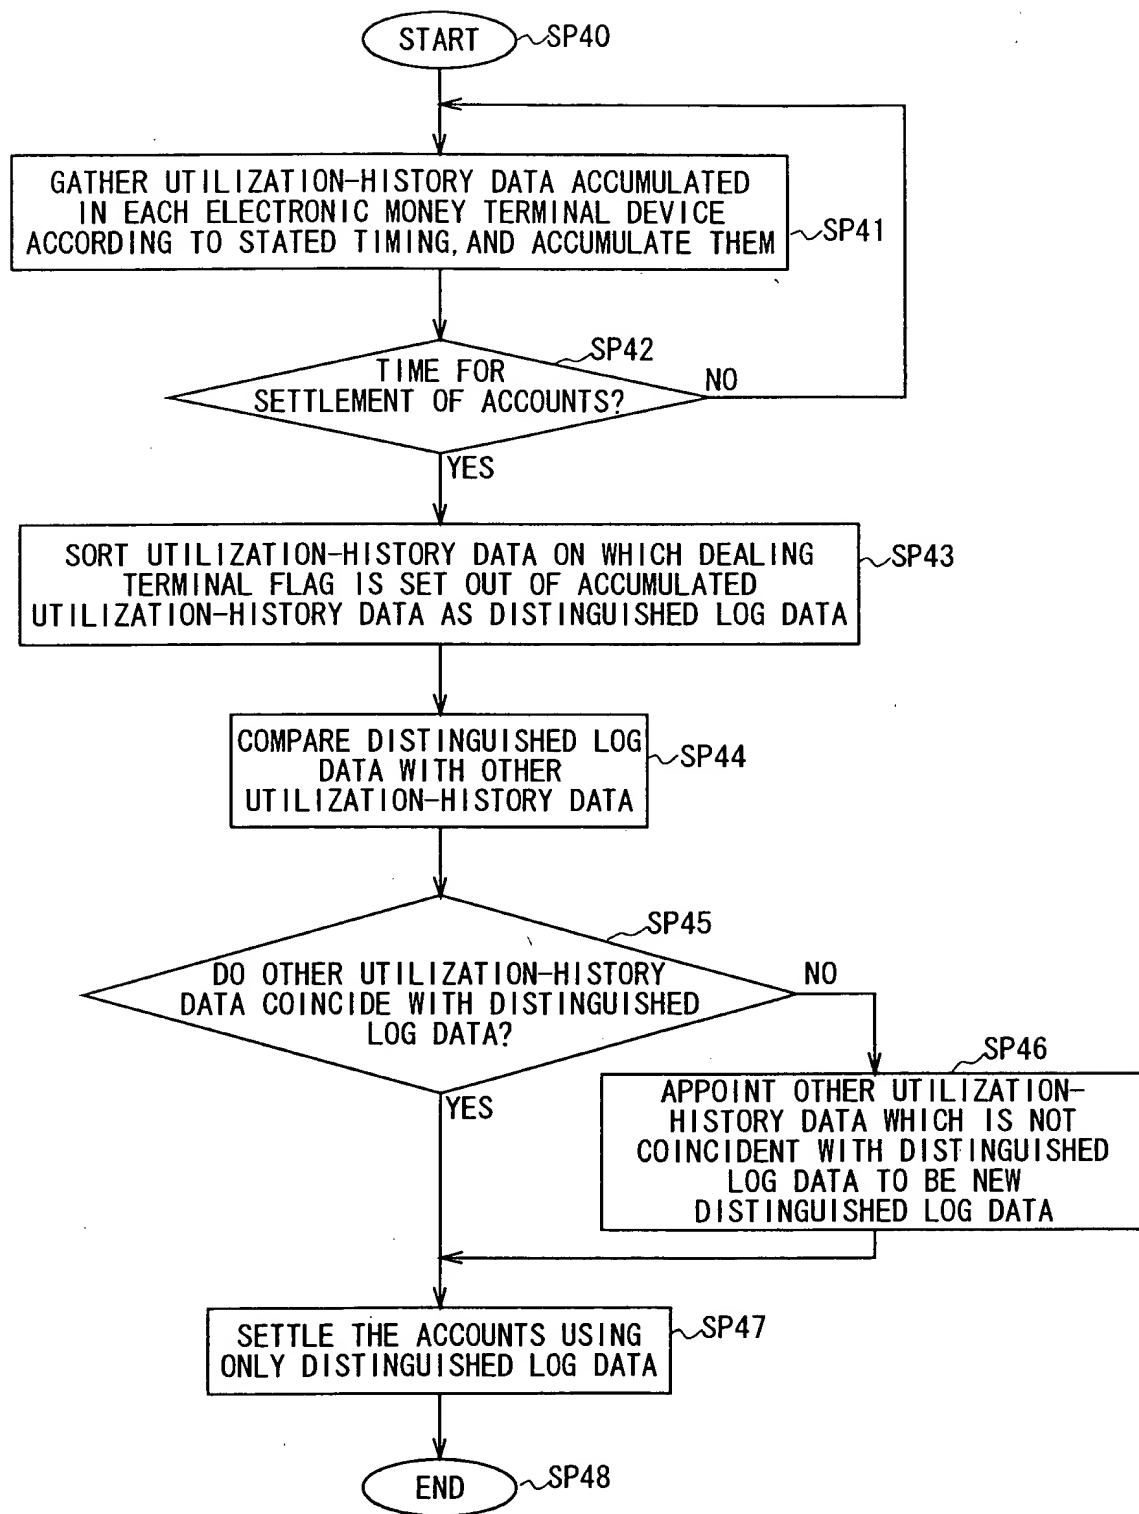 START
SP40
GATHER UTILIZATION-HISTORY DATA ACCUMULATED
IN EACH ELECTRONIC MONEY TERMINAL DEVICE
ACCORDING TO STATED TIMING, AND ACCUMULATE THEM
SP41
SP42
TIME FOR
SETTLEMENT OF ACCOUNTS?
NO
YES
SORT UTILIZATION-HISTORY DATA ON WHICH DEALING
TERMINAL FLAG IS SET OUT OF ACCUMULATED
UTILIZATION-HISTORY DATA AS DISTINGUISHED LOG DATA
SP43
COMPARE DISTINGUISHED LOG
DATA WITH OTHER
UTILIZATION-HISTORY DATA
SP44
SP45
DO OTHER UTILIZATION-HISTORY
DATA COINCIDE WITH DISTINGUISHED
LOG DATA?
NO
YES
SP46
APPOINT OTHER UTILIZATION-
HISTORY DATA WHICH IS NOT
COINCIDENT WITH DISTINGUISHED
LOG DATA TO BE NEW
DISTINGUISHED LOG DATA
SETTLE THE ACCOUNTS USING
ONLY DISTINGUISHED LOG DATA
SP47
END
SP48